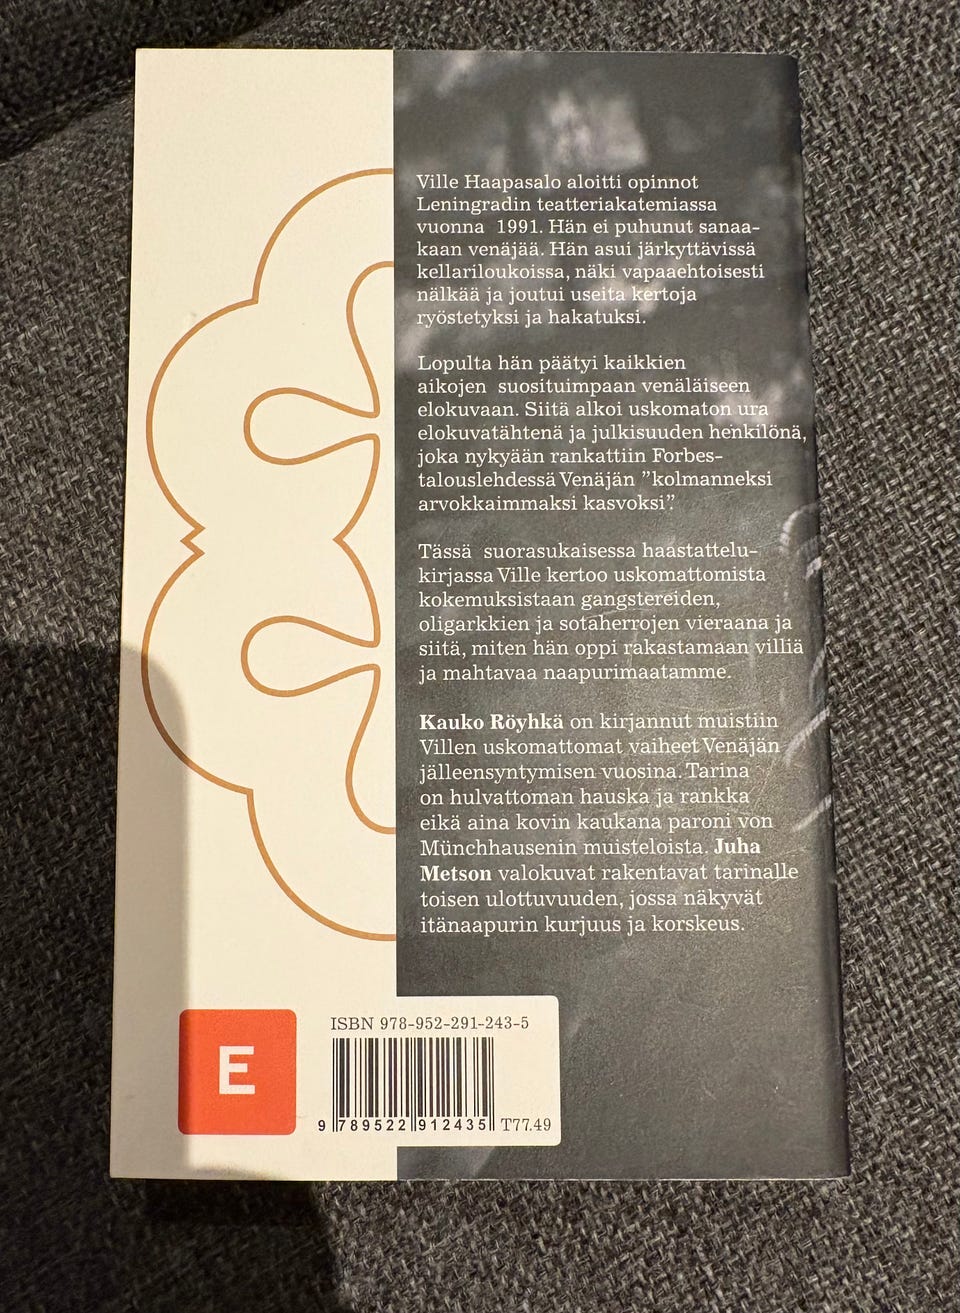 Ville Haapasalo aloitti opinnot
Leningradin teatteriakatemiassa
vuonna 1991. Hän ei puhunut sanaa-
kaan venäjää. Hän asui järkyttävissä
kellariloukoissa, näki vapaaehtoisesti
nälkää ja joutui useita kertoja
ryöstetyksi ja hakatuksi.
Lopulta hän päätyi kaikkien
aikojen suosituimpaan venäläiseen
elokuvaan. Siitä alkoi uskomaton ura
elokuvatähtenä ja julkisuuden henkilönä,
joka nykyään rankattiin Forbes-
talouslehdessä Venäjän ”kolmanneksi
arvokkaimmaksi kasvoksi”.
Tässä suorasukaisessa haastattelu-
kirjassa Ville kertoo uskomattomista
kokemuksistaan gangstereiden,
oligarkkien ja sotaherrojen vieraana ja
siitä, miten hän oppi rakastamaan villiä
ja mahtavaa naapurimaatamme.
Kauko Röyhkä on kirjannut muistiin
Villen uskomattomat vaiheet Venäjän
jälleensyntymisen vuosina. Tarina
on hulvattoman hauska ja rankka
eikä aina kovin kaukana paroni von
Münchhausenin muisteloista. Juha
Metson valokuvat rakentavat tarinalle
toisen ulottuvuuden, jossa näkyvät
itänaapurin kurjuus ja korskeus.
E
ISBN 978-952-291-243-5
9 789522 912435 T77.49